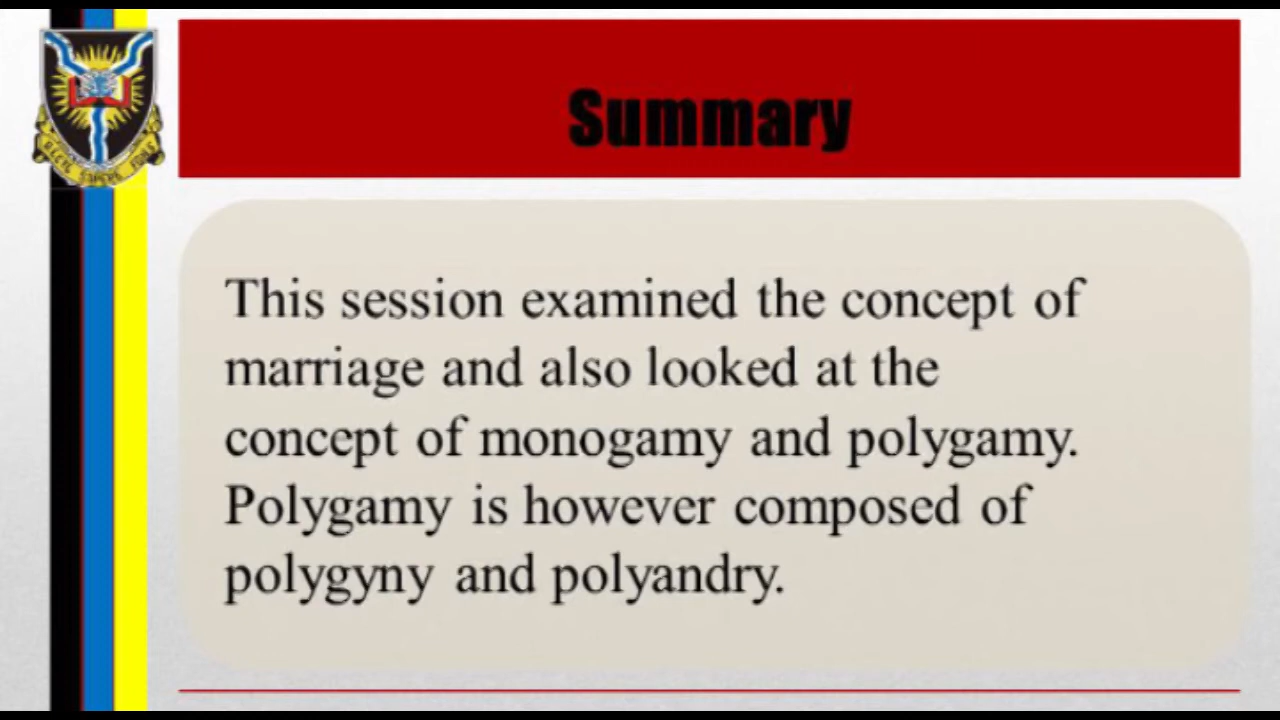 Summary
This session examined the concept of
marriage and also looked at the
concept of monogamy and polygamy.
Polygamy is however composed of
polygyny and polyandry.